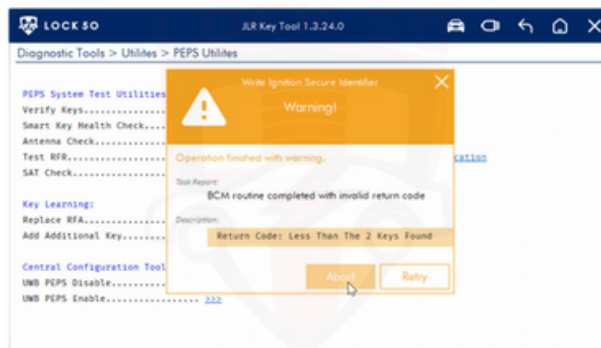 LOCK50 JLR Key Tool 1.3.24.0
Diagnostic Tools > Utilites > PEPS Utilites
PEPS System Test Utilities
Verify Keys...............
Smart Key Health Check....
Antenna Check.............
Test RFR..................
SAT Check.................
Key Learning:
Replace RFA...............
Add Additional Key........
Central Configuration Tool
UWB PEPS Disable..........
UWB PEPS Enable................. >>>
cation
Write Ignition Secure Identifier
Warning!
Operation finished with warning.
Task Report:
BCM routine completed with invalid return code
Description:
Return Code: Less Than The 2 Keys Found
Abort Retry